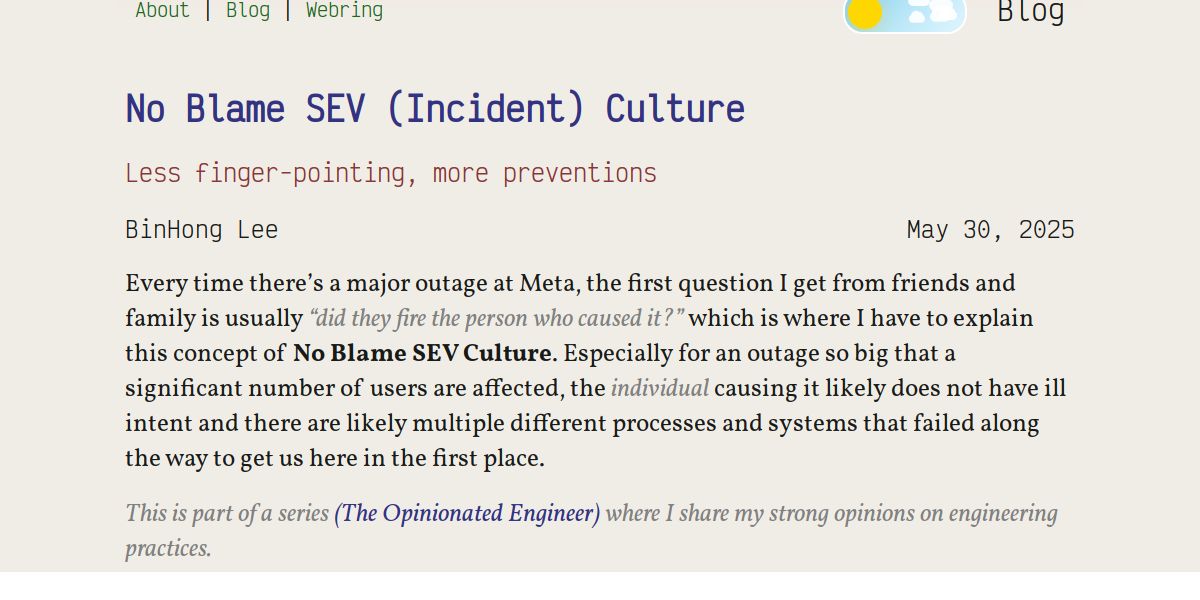 About | Blog | Webring
Blog
No Blame SEV (Incident) Culture
Less finger-pointing, more preventions
BinHong Lee
May 30, 2025
Every time there’s a major outage at Meta, the first question I get from friends and
family is usually “did they fire the person who caused it?” which is where I have to explain
this concept of No Blame SEV Culture. Especially for an outage so big that a
significant number of users are affected, the individual causing it likely does not have ill
intent and there are likely multiple different processes and systems that failed along
the way to get us here in the first place.
This is part of a series (The Opinionated Engineer) where I share my strong opinions on engineering
practices.